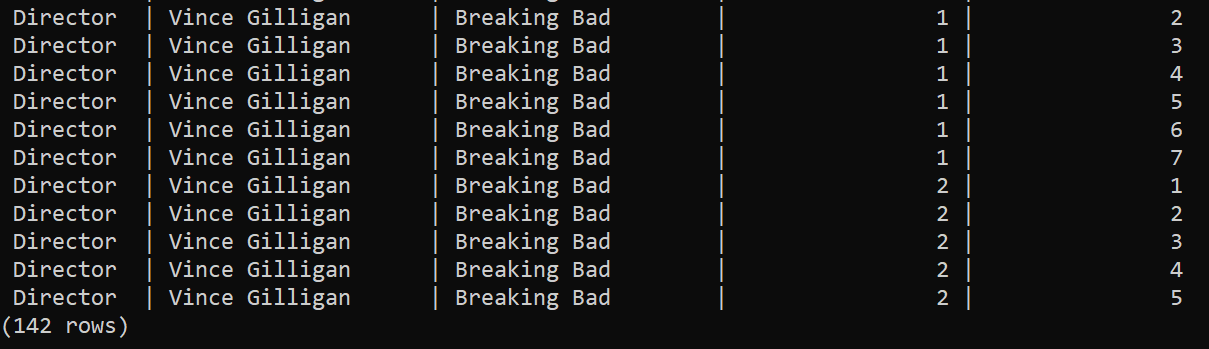 Director | Vince Gilligan | Breaking Bad | 1 | 2
Director | Vince Gilligan | Breaking Bad | 1 | 3
Director | Vince Gilligan | Breaking Bad | 1 | 4
Director | Vince Gilligan | Breaking Bad | 1 | 5
Director | Vince Gilligan | Breaking Bad | 1 | 6
Director | Vince Gilligan | Breaking Bad | 1 | 7
Director | Vince Gilligan | Breaking Bad | 2 | 1
Director | Vince Gilligan | Breaking Bad | 2 | 2
Director | Vince Gilligan | Breaking Bad | 2 | 3
Director | Vince Gilligan | Breaking Bad | 2 | 4
Director | Vince Gilligan | Breaking Bad | 2 | 5
(142 rows)